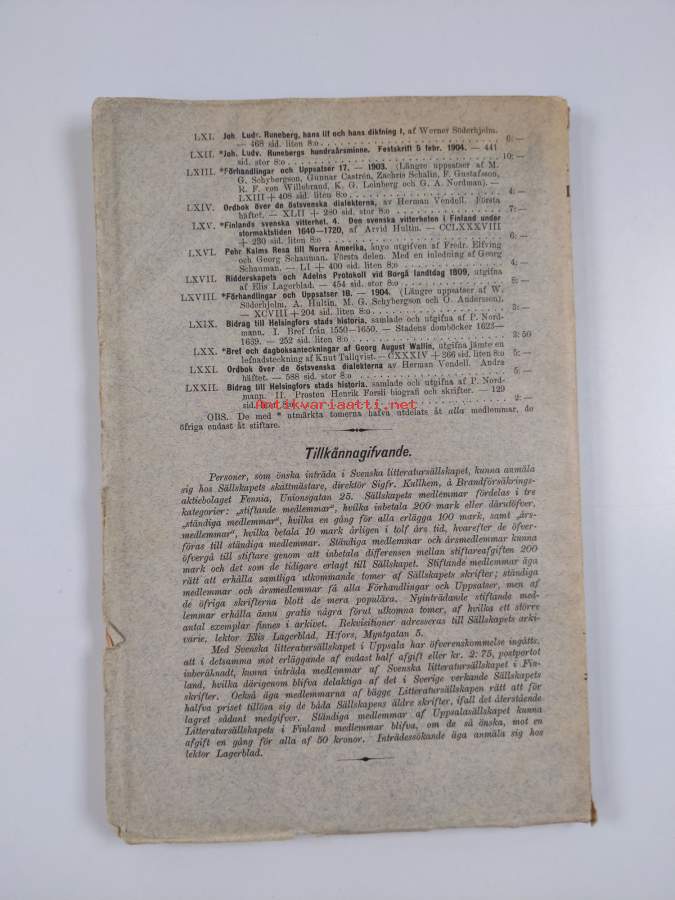 LXI. Joh. Ludv. Runeberg, hans lif och hans diktning I, af Werner Söderhjelm.
— 468 sid. liten 8:o 6: —
LXII. *Joh. Ludv. Runebergs hundraårsminne. Festskrift 5 febr. 1904. — 441
sid. stor 8:o 10: —
LXIII. *Förhandlingar och Uppsatser 17. — 1903. (Längre uppsatser af M.
G. Schybergson, Gunnar Castrén, Zachris Schalin, F. Gustafsson,
R. F. von Willebrand, K. G. Leinberg och G. A. Nordman). —
LXIII + 408 sid. liten 8:o 4: —
LXIV. Ordbok över de östsvenska dialekterna, av Herman Vendell. Första
häftet. — XLII + 280 sid. stor 8:o 7: —
LXV. *Finlands svenska vitterhet. 4. Den svenska vitterheten i Finland under
stormaktstiden 1640—1720, af Arvid Hultin. — CCLXXXVIII
+ 230 sid. liten 8:o 6: —
LXVI. Pehr Kalms Resa till Norra Amerika, ånyo utgifven af Fredr. Elfving
och Georg Schauman. Första delen. Med en inledning af Georg
Schauman. — LI + 400 sid. liten 8:o 4: —
LXVII. Ridderskapets och Adelns Protokoll vid Borgå landtdag 1809, utgifna
af Elis Lagerblad. — 454 sid. stor 8:o 8: —
LXVIII. *Förhandlingar och Uppsatser 18. — 1904. (Längre uppsatser af W.
Söderhjelm, A. Hultin, M. G. Schybergson och O. Andersson).
— XCVIII + 204 sid. liten 8:o 3: —
LXIX. Bidrag till Helsingfors stads historia, samlade och utgifna af P. Nord-
mann. I. Bref från 1550—1650. — Stadens domböcker 1623—
1639. — 252 sid. liten 8:o 2: 50
LXX. *Bref och dagboksanteckningar af Georg August Wallin, utgifna jämte en
lefnadsteckning af Knut Tallqvist. — CXXXIV + 366 sid. liten 8:o 5: —
LXXI. Ordbok över de östsvenska dialekterna av Herman Vendell. Andra
häftet. — 588 sid. stor 8:o 5: —
LXXII. Bidrag till Helsingfors stads historia, samlade och utgifna af P. Nord-
mann. II. Prosten Henrik Forsii biografi och skrifter. — 129
sid. 2: —
Antikvariaatti.net
OBS. De med * utmärkta tomerna hafva utdelats åt alla medlemmar, de
öfriga endast åt stiftare.
Tillkännagifvande.
Personer, som önska inträda i Svenska litteratursällskapet, kunna anmäla
sig hos Sällskapets skattmästare, direktör Sigfr. Kullhem, å Brandförsäkrings-
aktiebolaget Fennia, Unionsgatan 25. Sällskapets medlemmar fördelas i tre
kategorier: „stiftande medlemmar", hvilka inbetala 200 mark eller därutöfver,
„ständiga medlemmar", hvilka en gång för alla erlägga 100 mark, samt „års-
medlemmar", hvilka betala 10 mark årligen i tolf års tid, hvarefter de öfver-
föras till ständiga medlemmar. Ständiga medlemmar och årsmedlemmar kunna
öfvergå till stiftare genom att inbetala differensen mellan stiftareafgiften 200
mark och det som de tidigare erlagt till Sällskapet. Stiftande medlemmar äga
rätt att erhålla samtliga utkommande tomer af Sällskapets skrifter; ständiga
medlemmar och årsmedlemmar få alla Förhandlingar och Uppsatser, men af
de öfriga skrifterna blott de mera populära. Nyinträdande stiftande med-
lemmar erhålla ännu gratis några förut utkomna tomer, af hvilka ett större
antal exemplar finnes i arkivet. Rekvisitioner adresseras till Sällskapets arki-
varie, lektor Elis Lagerblad, H:fors, Myntgatan 5.
Med Svenska litteratursällskapet i Uppsala har öfverenskommelse ingåtts,
att i detsamma mot erläggande af endast half afgift eller kr. 2: 75, postportot
inberäknadt, kunna inträda medlemmar af Svenska litteratursällskapet i Fin-
land, hvilka därigenom blifva delaktiga af det i Sverige verkande Sällskapets
skrifter. Också äga medlemmarna af bägge Litteratursällskapen rätt att för
halfva priset tillösa sig de båda Sällskapens äldre skrifter, ifall det återstående
lagret sådant medgifver. Ständiga medlemmar af Uppsalasällskapet kunna
Litteratursällskapets i Finland medlemmar blifva, om de så önska, mot en
afgift en gång för alla af 50 kronor. Inträdessökande äga anmäla sig hos
lektor Lagerblad.